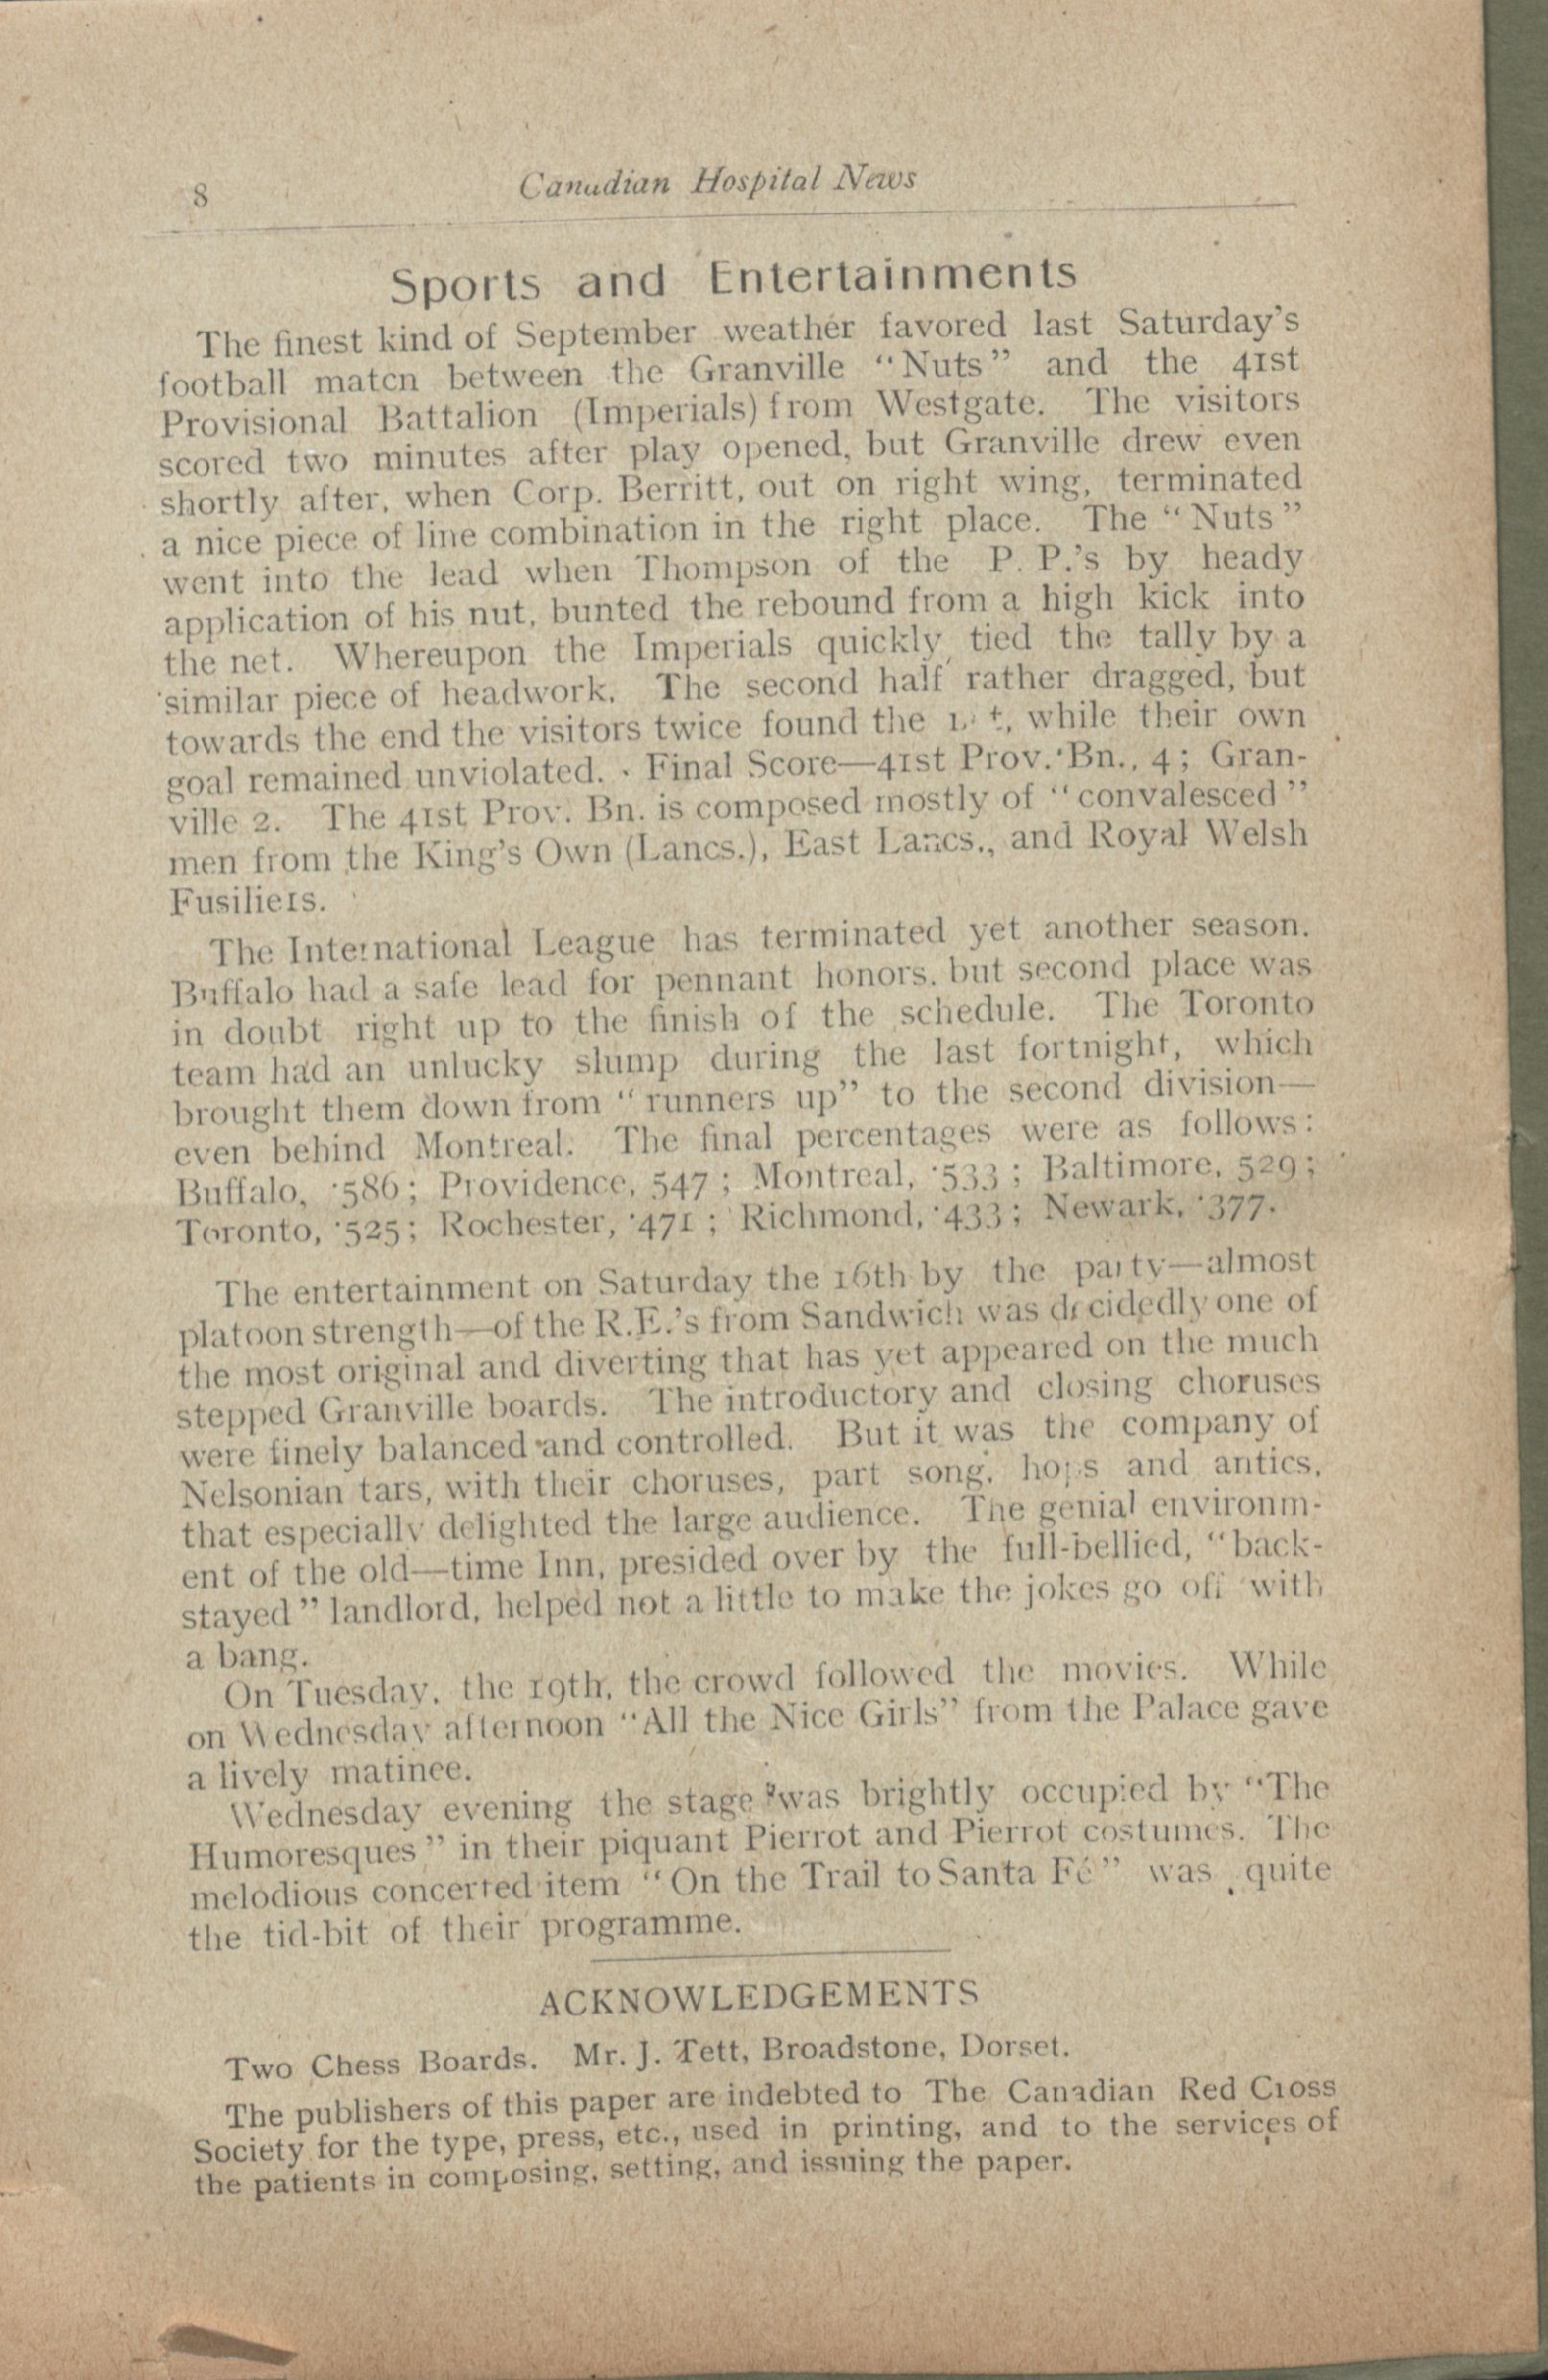 8
Canadian Hospital News
Sports and Entertainments
The finest kind of September weather favored last Saturday's
football match between the Granville "Nuts" and the 41st
Provisional Battalion (Imperials) from Westgate. The visitors
scored two minutes after play opened, but Granville drew even
shortly after, when Corp. Berritt, out on right wing, terminated
a nice piece of line combination in the right place. The "Nuts"
went into the lead when Thompson of the P. P.'s by heady
application of his nut, bunted the rebound from a high kick into
the net. Whereupon the Imperials quickly tied the tally by a
similar piece of headwork. The second half rather dragged, but
towards the end the visitors twice found the while their own
goal remained unviolated. Final Score—41st Prov. Bn., 4; Gran-
ville 2. The 41st Prov. Bn. is composed mostly of "convalesced"
men from the King's Own (Lancs.), East Lancs., and Royal Welsh
Fusiliers.
The International League has terminated yet another season.
Buffalo had a safe lead for pennant honors, but second place was
in doubt right up to the finish of the schedule. The Toronto
team had an unlucky slump during the last fortnight, which
brought them down from "runners up" to the second division—
even behind Montreal. The final percentages were as follows:
Buffalo, ·586; Providence, 547; Montreal, ·533; Baltimore, 529;
Toronto, ·525; Rochester, ·471; Richmond, ·433; Newark, ·377.
The entertainment on Saturday the 16th by the party—almost
platoon strength—of the R.E.'s from Sandwich was decidedly one of
the most original and diverting that has yet appeared on the much
stepped Granville boards. The introductory and closing choruses
were finely balanced and controlled. But it was the company of
Nelsonian tars, with their choruses, part song, hops and antics,
that especially delighted the large audience. The genial environm-
ent of the old—time Inn, presided over by the full-bellied, "back-
stayed" landlord, helped not a little to make the jokes go off with
a bang.
On Tuesday, the 19th, the crowd followed the movies. While
on Wednesday afternoon "All the Nice Girls" from the Palace gave
a lively matinee.
Wednesday evening the stage was brightly occupied by "The
Humoresques" in their piquant Pierrot and Pierrot costumes. The
melodious concerted item "On the Trail to Santa Fé" was quite
the tid-bit of their programme.
ACKNOWLEDGEMENTS
Two Chess Boards. Mr. J. Tett, Broadstone, Dorset.
The publishers of this paper are indebted to The Canadian Red Cross
Society for the type, press, etc., used in printing, and to the services of
the patients in composing, setting, and issuing the paper.